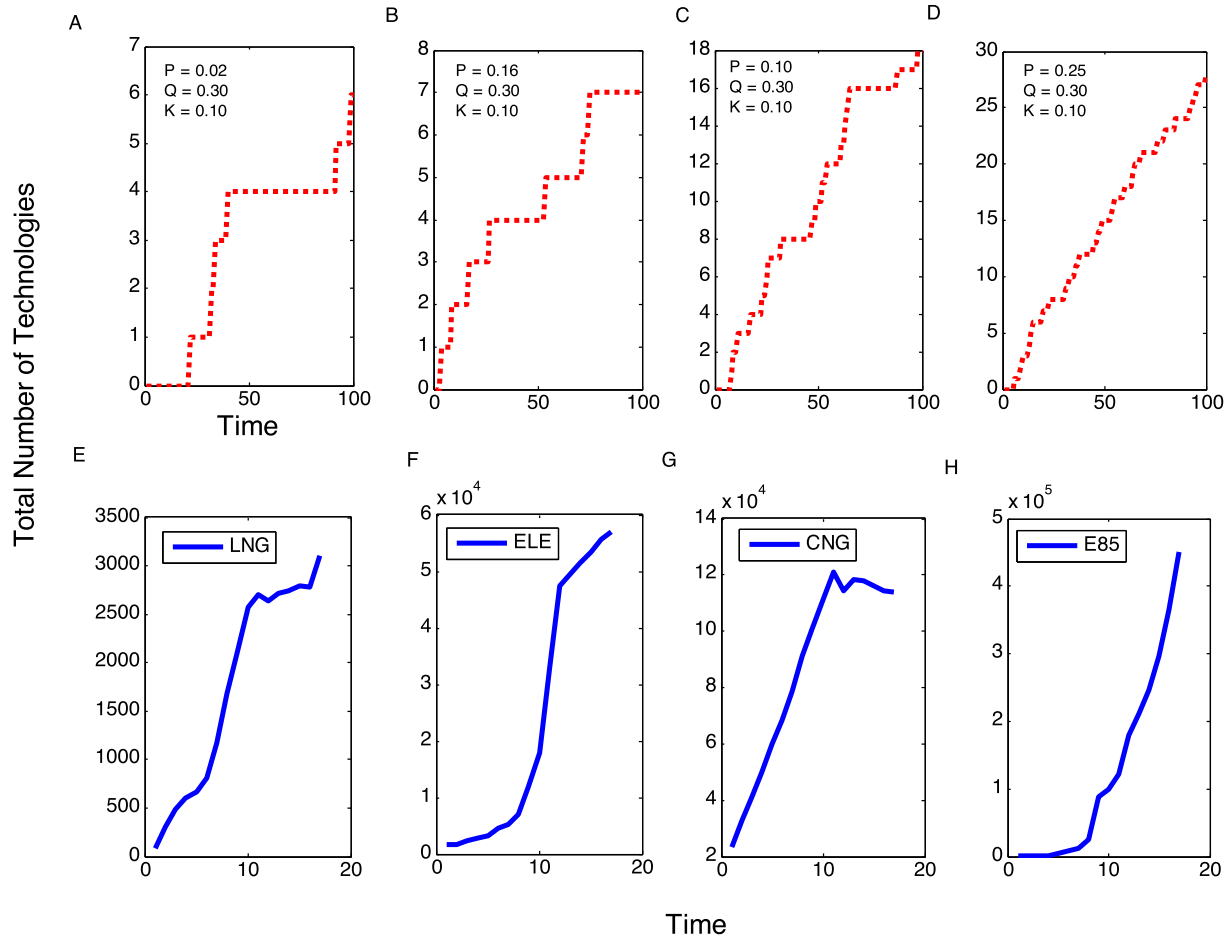 A
B
C
D
Total Number of Technologies
7
6
5
4
3
2
1
0
P = 0.02
Q = 0.30
K = 0.10
0
50
100
Time
8
7
6
5
4
3
2
1
0
P = 0.16
Q = 0.30
K = 0.10
0
50
100
18
16
14
12
10
8
6
4
2
0
P = 0.10
Q = 0.30
K = 0.10
0
50
100
30
25
20
15
10
5
0
P = 0.25
Q = 0.30
K = 0.10
0
50
100
E
F
G
H
3500
3000
2500
2000
1500
1000
500
0
LNG
0
10
20
x 10^4
6
5
4
3
2
1
0
ELE
0
10
20
x 10^4
14
12
10
8
6
4
2
CNG
0
10
20
x 10^5
5
4
3
2
1
0
E85
0
10
20
Time